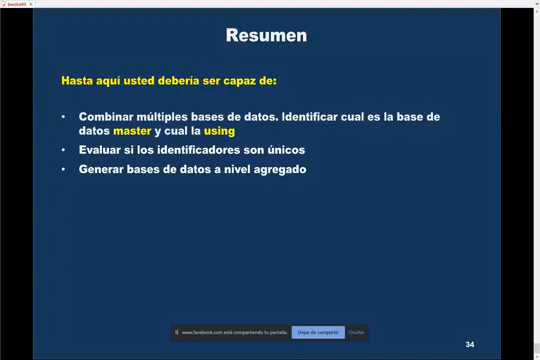 Sesion05
Resumen
Hasta aquí usted debería ser capaz de:
• Combinar múltiples bases de datos. Identificar cual es la base de
datos master y cual la using
• Evaluar si los identificadores son únicos
• Generar bases de datos a nivel agregado
www.facebook.com está compartiendo tu pantalla.
Dejar de compartir
Ocultar
34